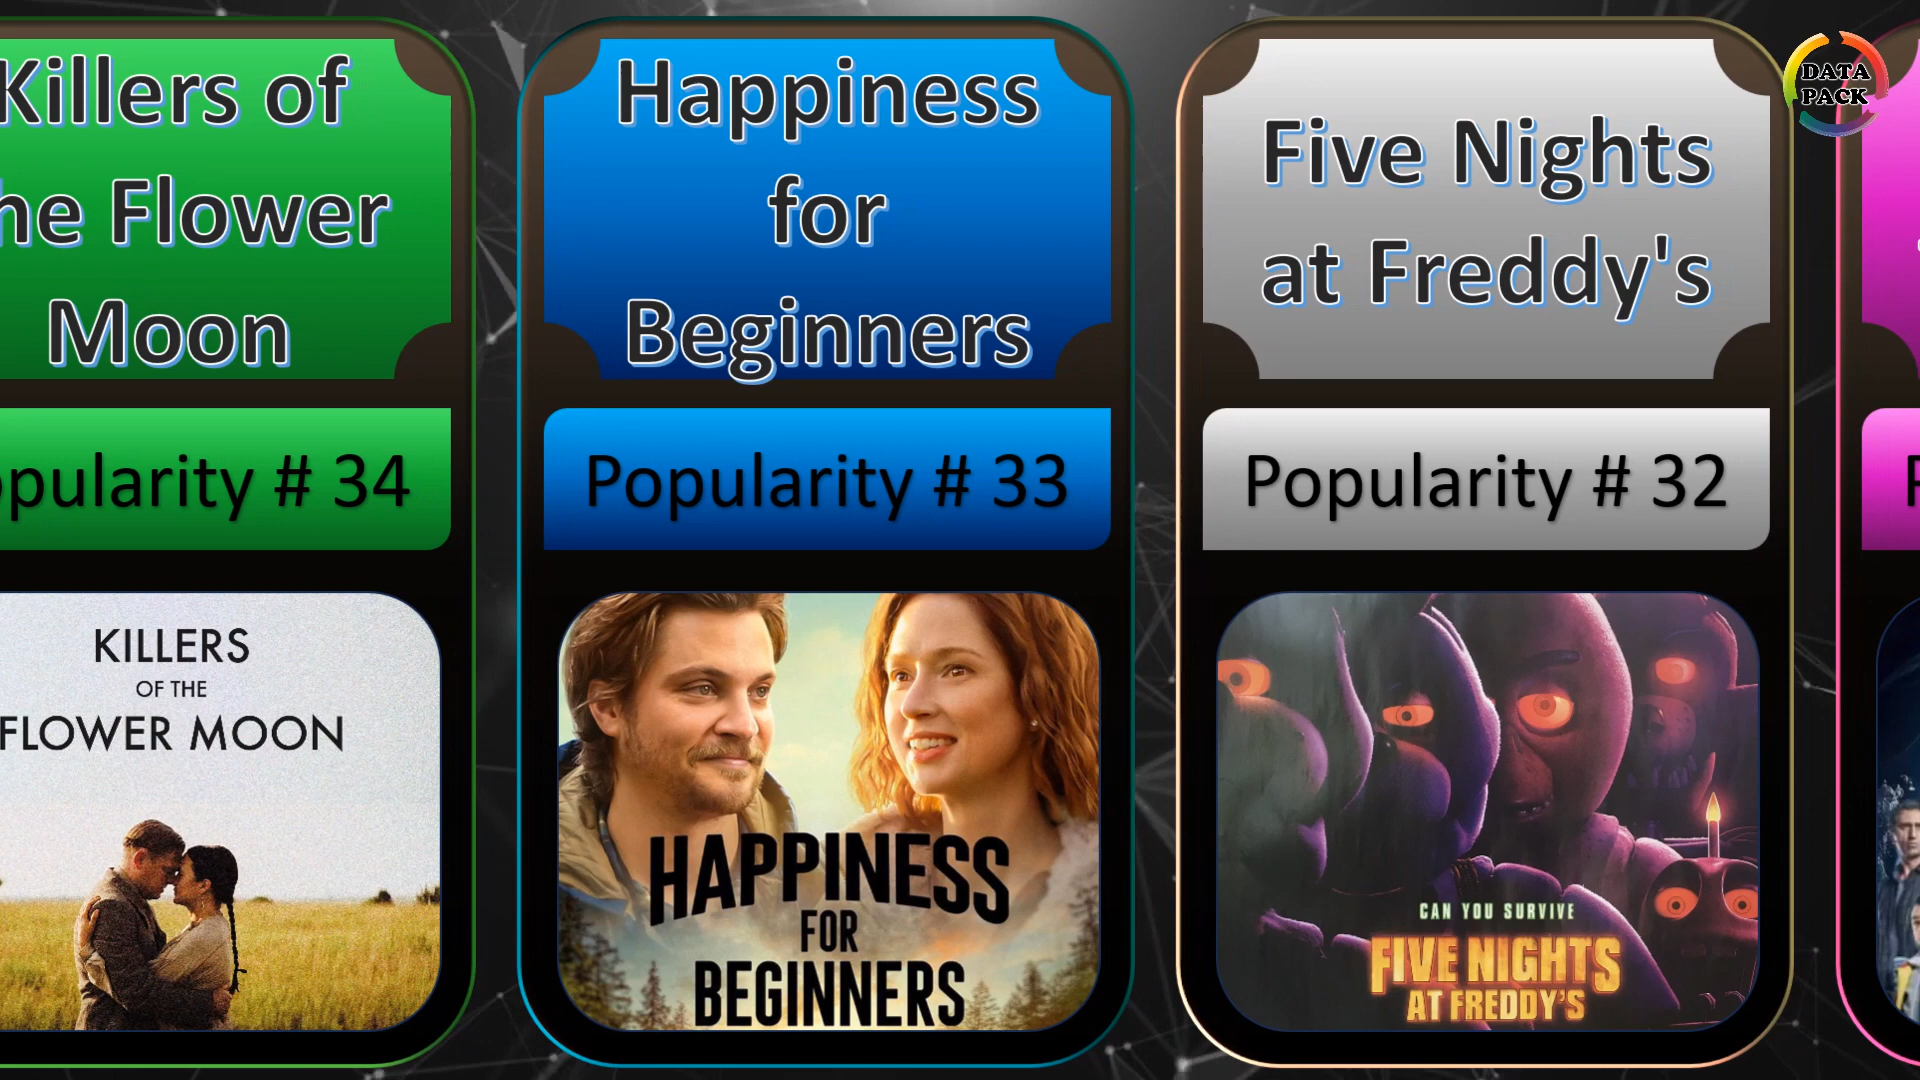 Killers of
he Flower
Moon
opularity # 34
KILLERS
OF THE
FLOWER MOON
Happiness
for
Beginners
Popularity # 33
HAPPINESS
FOR
BEGINNERS
Five Nights
at Freddy's
Popularity # 32
CAN YOU SURVIVE
FIVE NIGHTS
AT FREDDY'S
DATA
PACK